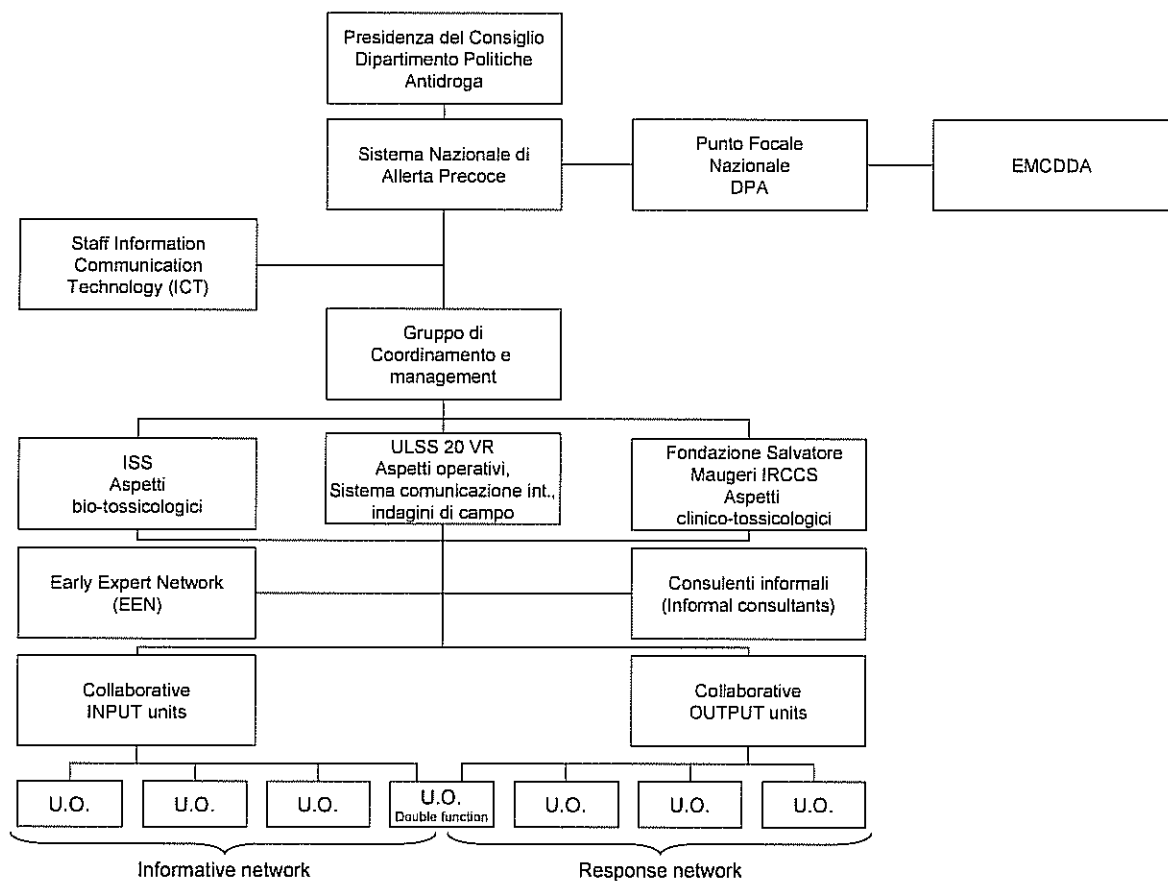 Presidenza del Consiglio
Dipartimento Politiche
Antidroga
Sistema Nazionale di
Allerta Precoce
Punto Focale
Nazionale
DPA
EMCDDA
Staff Information
Communication
Technology (ICT)
Gruppo di
Coordinamento e
management
ISS
Aspetti
bio-tossicologici
ULSS 20 VR
Aspetti operativi,
Sistema comunicazione int.,
indagini di campo
Fondazione Salvatore
Maugeri IRCCS
Aspetti
clinico-tossicologici
Early Expert Network
(EEN)
Consulenti informali
(Informal consultants)
Collaborative
INPUT units
Collaborative
OUTPUT units
U.O.
U.O.
U.O.
U.O.
Double function
U.O.
U.O.
U.O.
Informative network
Response network